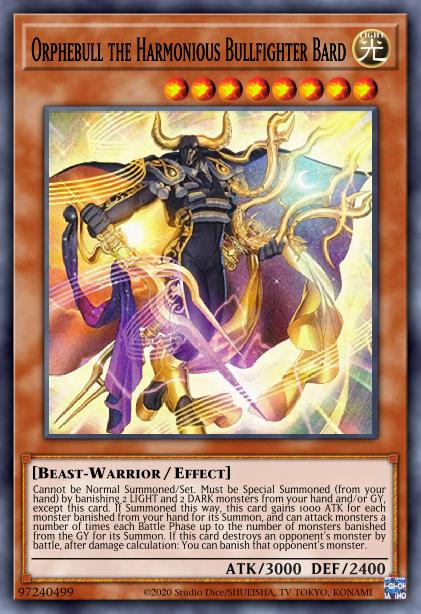 ORPHEBULL THE HARMONIOUS BULLFIGHTER BARD
LIGHT
光
[BEAST-WARRIOR / EFFECT]
Cannot be Normal Summoned/Set. Must be Special Summoned (from your
hand) by banishing 2 LIGHT and 2 DARK monsters from your hand and/or GY,
except this card. If Summoned this way, this card gains 1000 ATK for each
monster banished from your hand for its Summon, and can attack monsters a
number of times each Battle Phase up to the number of monsters banished
from the GY for its Summon. If this card destroys an opponent's monster by
battle, after damage calculation: You can banish that opponent's monster.
ATK/3000 DEF/2400
97240499
©2020 Studio Dice/SHUEISHA, TV TOKYO, KONAMI